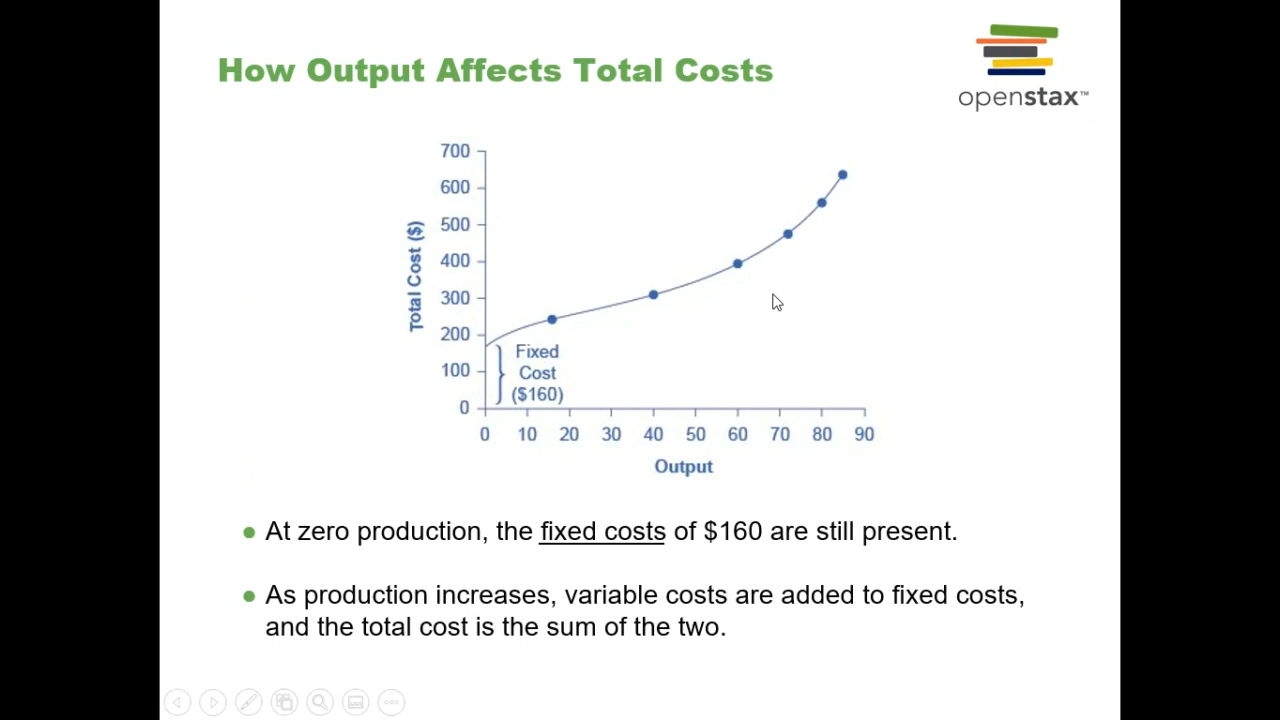 How Output Affects Total Costs
openstax™
700
600
500
400
300
200
100
0
Total Cost ($)
Fixed
Cost
($160)
0 10 20 30 40 50 60 70 80 90
Output
At zero production, the fixed costs of $160 are still present.
As production increases, variable costs are added to fixed costs,
and the total cost is the sum of the two.